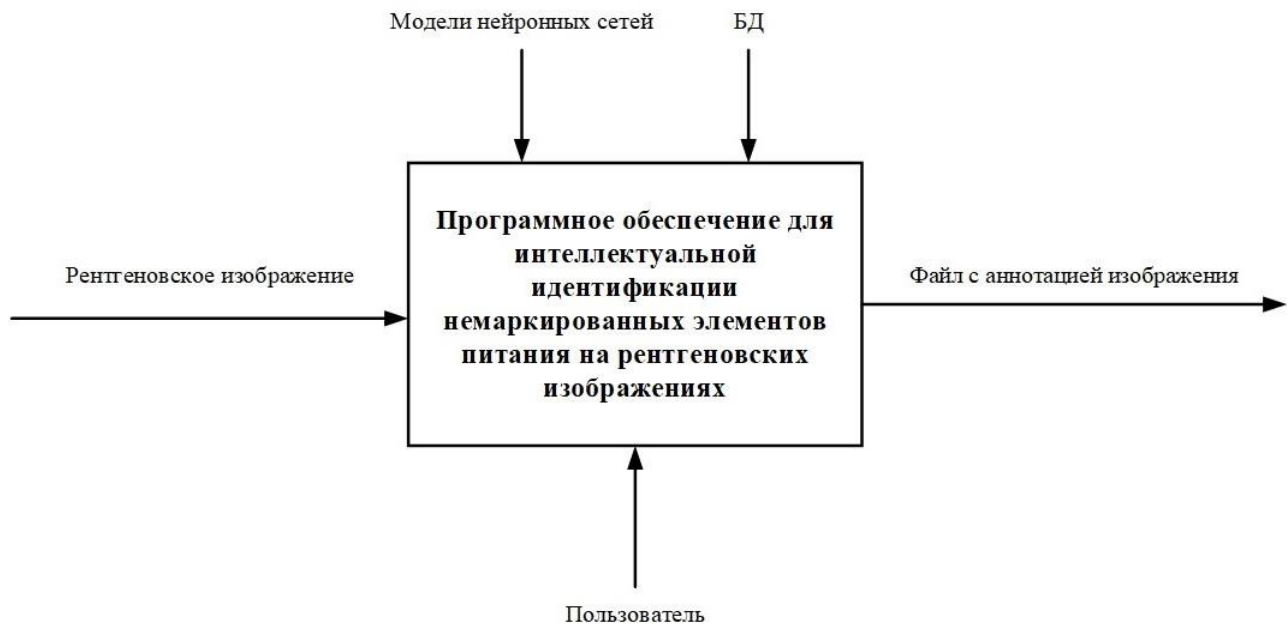 Модели нейронных сетей
БД
Программное обеспечение для
интеллектуальной
идентификации
немаркированных элементов
питания на рентгеновских
изображениях
Рентгеновское изображение
Файл с аннотацией изображения
Пользователь